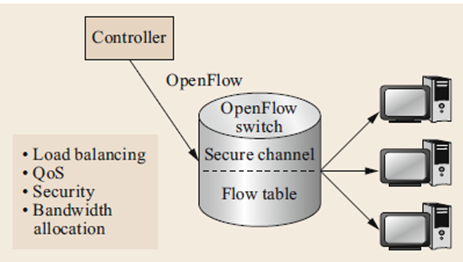 Controller
OpenFlow
OpenFlow
switch
Secure channel
Flow table
• Load balancing
• QoS
• Security
• Bandwidth
allocation